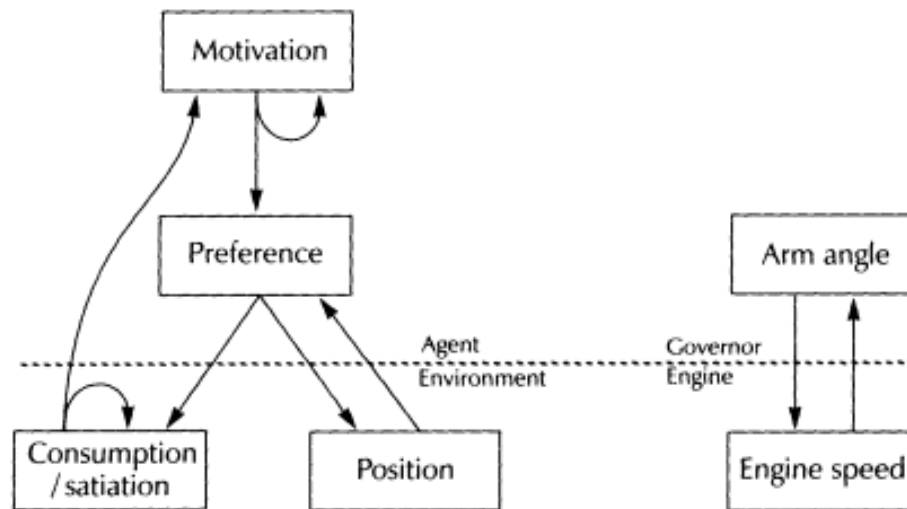 Motivation
Preference
Arm angle
Agent
Governor
Environment
Engine
Consumption
/satiation
Position
Engine speed